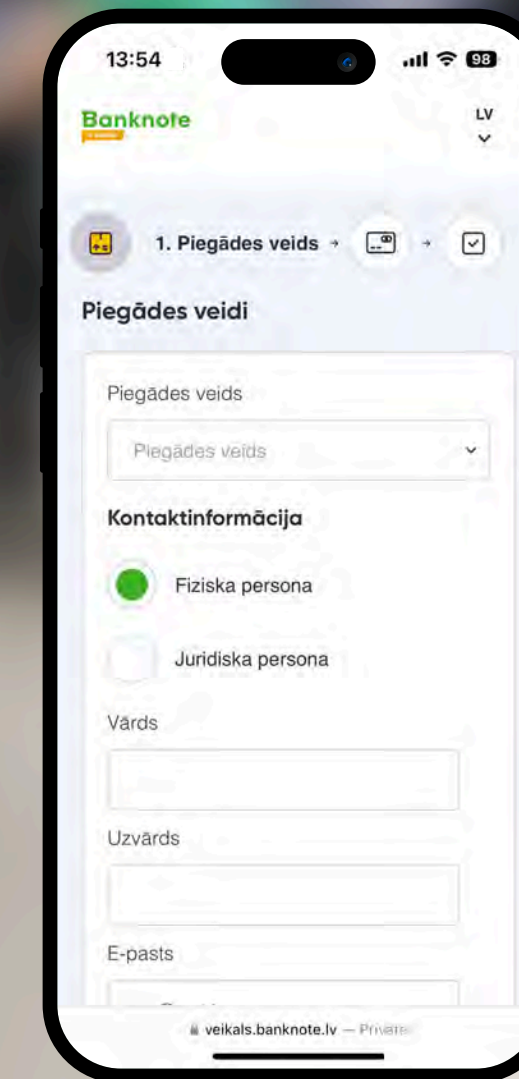 13:54
98
Banknote
LV
1. Piegādes veids
Piegādes veidi
Piegādes veids
Piegādes veids
Kontaktinformācija
Fiziska persona
Juridiska persona
Vārds
Uzvārds
E-pasts
veikals.banknote.lv — Private